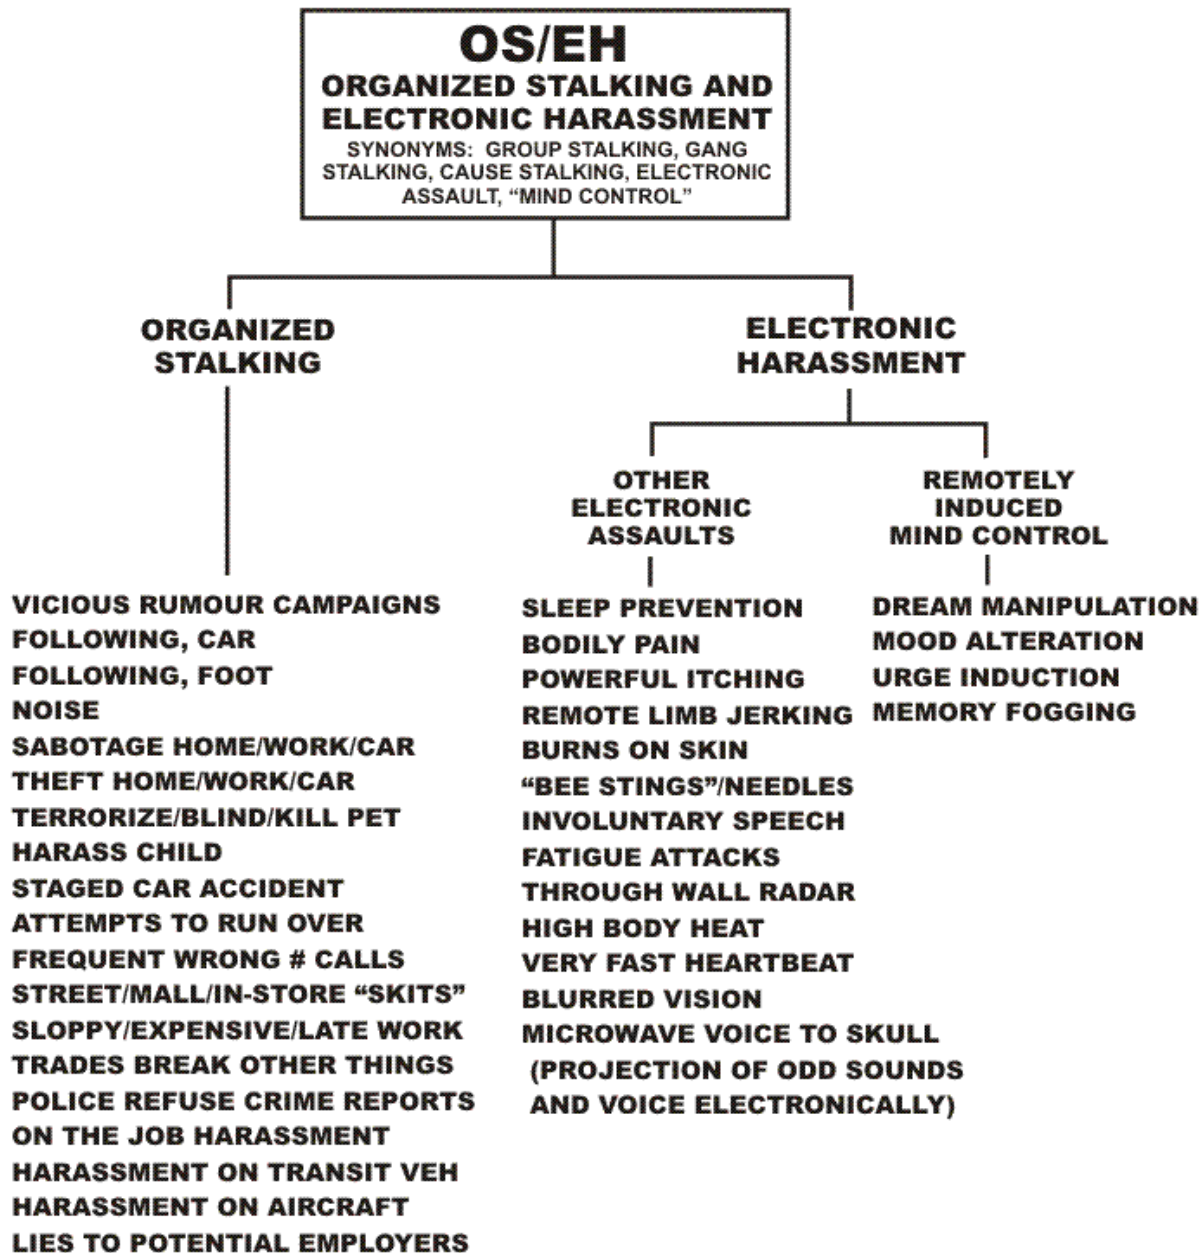 OS/EH
ORGANIZED STALKING AND
ELECTRONIC HARASSMENT
SYNONYMS: GROUP STALKING, GANG
STALKING, CAUSE STALKING, ELECTRONIC
ASSAULT, “MIND CONTROL”
ORGANIZED
STALKING
ELECTRONIC
HARASSMENT
OTHER
ELECTRONIC
ASSAULTS
REMOTELY
INDUCED
MIND CONTROL
VICIOUS RUMOUR CAMPAIGNS
FOLLOWING, CAR
FOLLOWING, FOOT
NOISE
SABOTAGE HOME/WORK/CAR
THEFT HOME/WORK/CAR
TERRORIZE/BLIND/KILL PET
HARASS CHILD
STAGED CAR ACCIDENT
ATTEMPTS TO RUN OVER
FREQUENT WRONG # CALLS
STREET/MALL/IN-STORE “SKITS”
SLOPPY/EXPENSIVE/LATE WORK
TRADES BREAK OTHER THINGS
POLICE REFUSE CRIME REPORTS
ON THE JOB HARASSMENT
HARASSMENT ON TRANSIT VEH
HARASSMENT ON AIRCRAFT
LIES TO POTENTIAL EMPLOYERS
SLEEP PREVENTION
BODILY PAIN
POWERFUL ITCHING
REMOTE LIMB JERKING
BURNS ON SKIN
“BEE STINGS”/NEEDLES
INVOLUNTARY SPEECH
FATIGUE ATTACKS
THROUGH WALL RADAR
HIGH BODY HEAT
VERY FAST HEARTBEAT
BLURRED VISION
MICROWAVE VOICE TO SKULL
(PROJECTION OF ODD SOUNDS
AND VOICE ELECTRONICALLY)
DREAM MANIPULATION
MOOD ALTERATION
URGE INDUCTION
MEMORY FOGGING